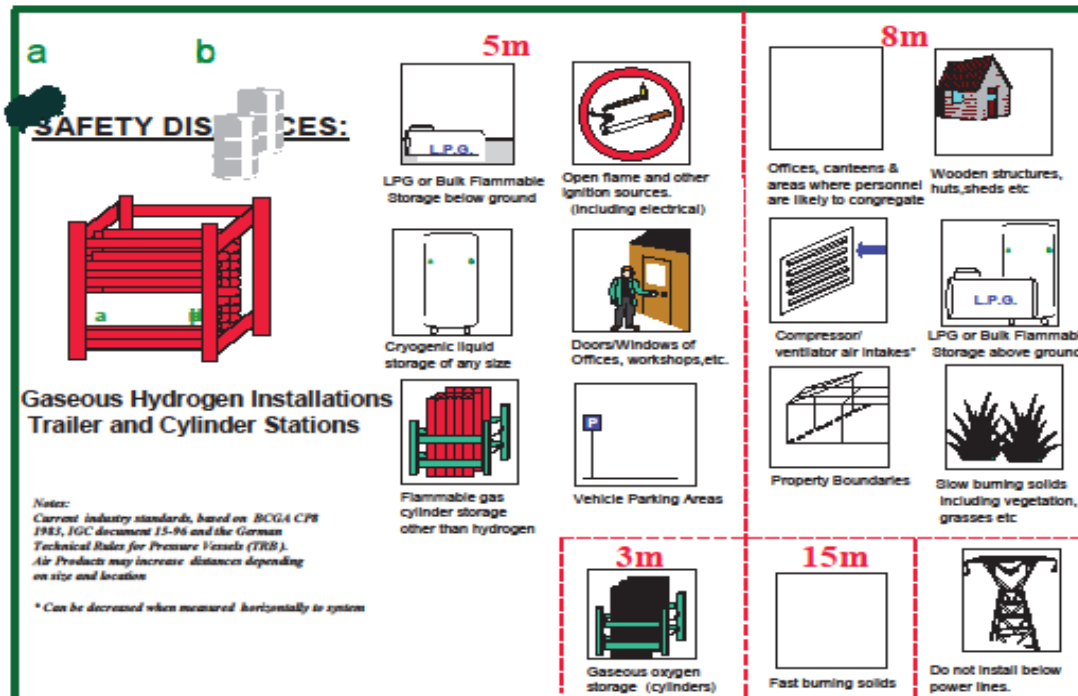 a
b
SAFETY DIS CES:
a
Gaseous Hydrogen Installations
Trailer and Cylinder Stations
Notes:
Current industry standards, based on BCGA CP8
1983, IGC document 15-96 and the German
Technical Rules for Pressure Vessels (TRB).
Air Products may increase distances depending
on size and location
* Can be decreased when measured horizontally to system
5m
L.P.G.
LPG or Bulk Flammable
Storage below ground
Open flame and other
Ignition sources.
(including electrical)
Cryogenic liquid
storage of any size
Doors/Windows of
Offices, workshops,etc.
Flammable gas
cylinder storage
other than hydrogen
P
Vehicle Parking Areas
8m
Offices, canteens &
areas where personnel
are likely to congregate
Wooden structures,
huts,sheds etc
Compressor/
ventilator air intakes*
L.P.G.
LPG or Bulk Flammabl
Storage above ground
Property Boundaries
Slow burning solids
including vegetation,
grasses etc
3m
Gaseous oxygen
storage (cylinders)
15m
Fast burning solids
Do not install below
power lines.